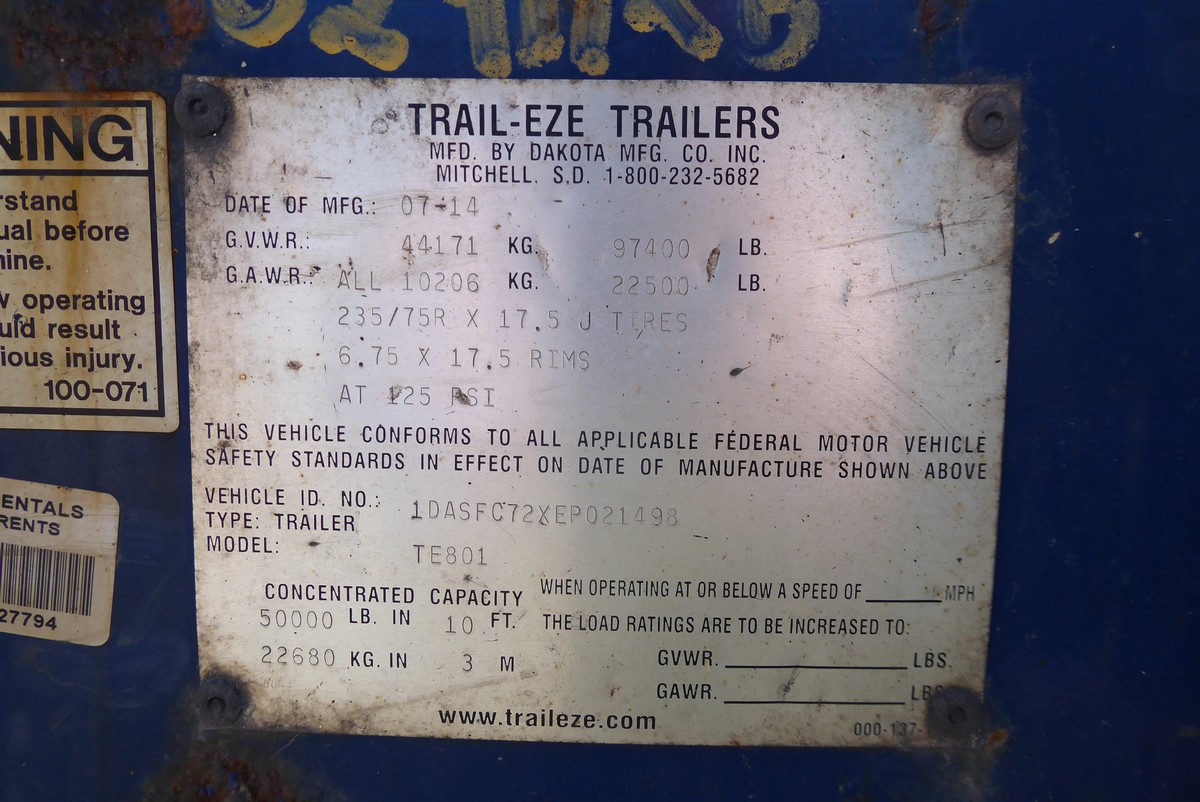 NING
rstand
ual before
ine.
operating
uld result
ious injury.
100-071
ENTALS
RENTS
27794
TRAIL-EZE TRAILERS
MFD. BY DAKOTA MFG. CO. INC.
MITCHELL. S.D. 1-800-232-5682
DATE OF MFG.: 07-14
G.V.W.R.: 44171 KG. 97400 LB.
G.A.W.R.: ALL 10206 KG. 22500 LB.
235/75R X 17.5 J TIRES
6.75 X 17.5 RIMS
AT 125 PSI
THIS VEHICLE CONFORMS TO ALL APPLICABLE FEDERAL MOTOR VEHICLE
SAFETY STANDARDS IN EFFECT ON DATE OF MANUFACTURE SHOWN ABOVE
VEHICLE ID. NO.: 1DASFC72XEP021498
TYPE: TRAILER
MODEL: TE801
CONCENTRATED CAPACITY
50000 LB. IN 10 FT.
22680 KG. IN 3 M
WHEN OPERATING AT OR BELOW A SPEED OF ______ MPH
THE LOAD RATINGS ARE TO BE INCREASED TO:
GVWR. ______ LBS.
GAWR. ______ LBS
www.traileze.com
000-137-